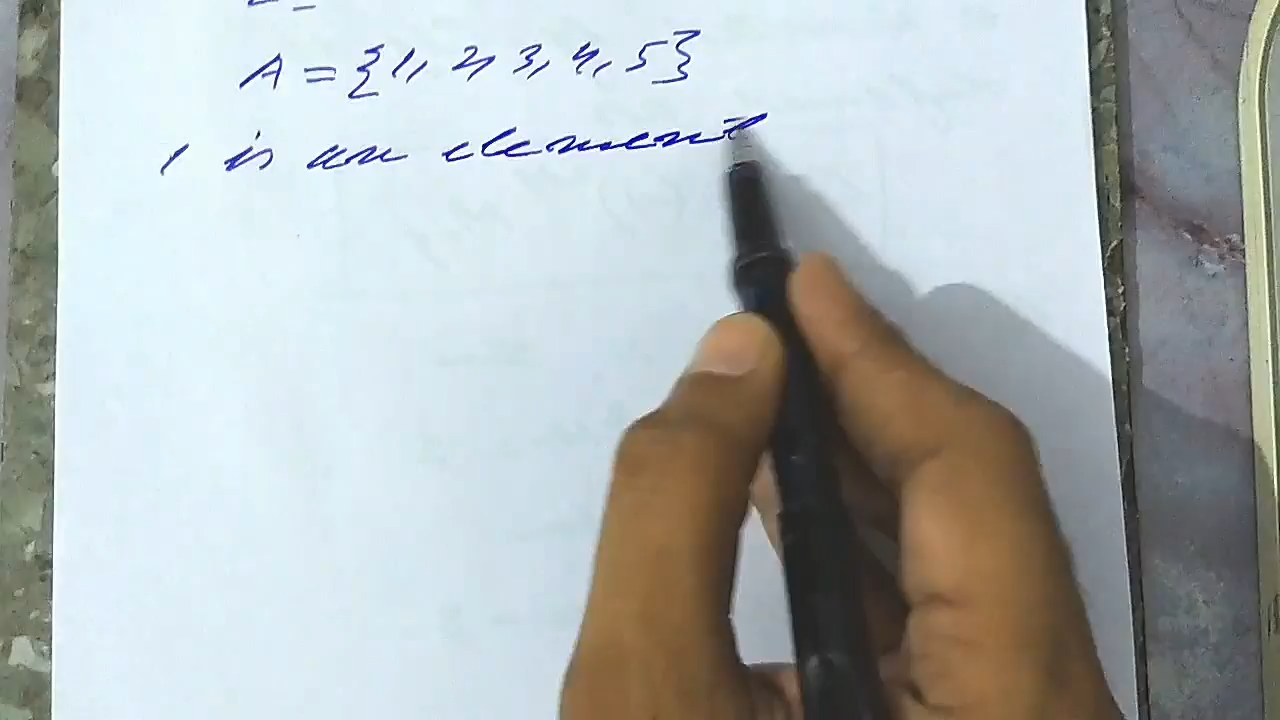 A = {1, 2, 3, 4, 5}
1 is an element